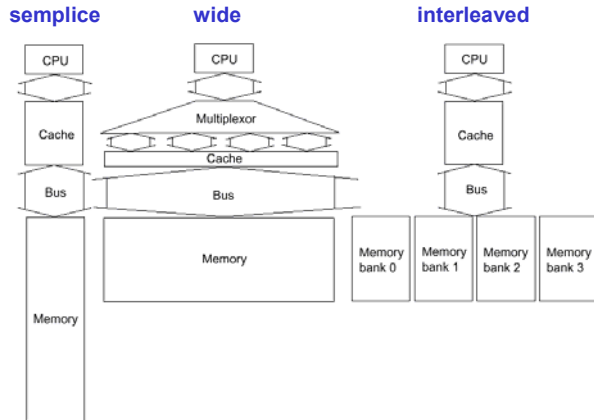 semplice
wide
interleaved
CPU
CPU
CPU
Multiplexor
Cache
Cache
Cache
Bus
Bus
Bus
Memory
Memory
Memory
bank 0
Memory
bank 1
Memory
bank 2
Memory
bank 3